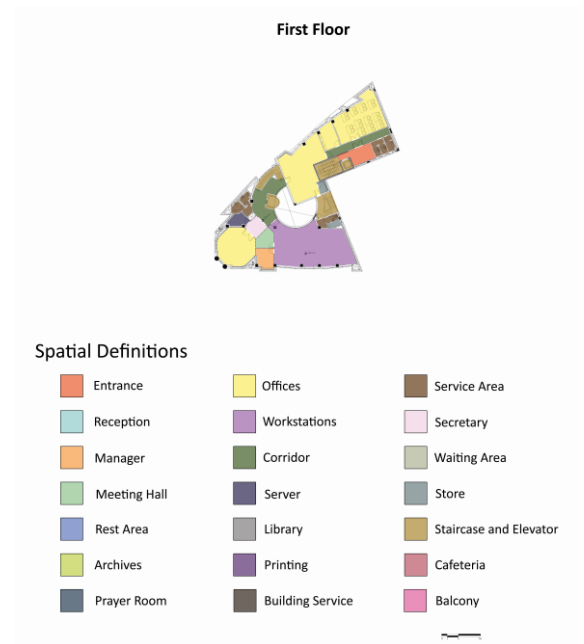 First Floor
Spatial Definitions
Entrance
Offices
Service Area
Reception
Workstations
Secretary
Manager
Corridor
Waiting Area
Meeting Hall
Server
Store
Rest Area
Library
Staircase and Elevator
Archives
Printing
Cafeteria
Prayer Room
Building Service
Balcony